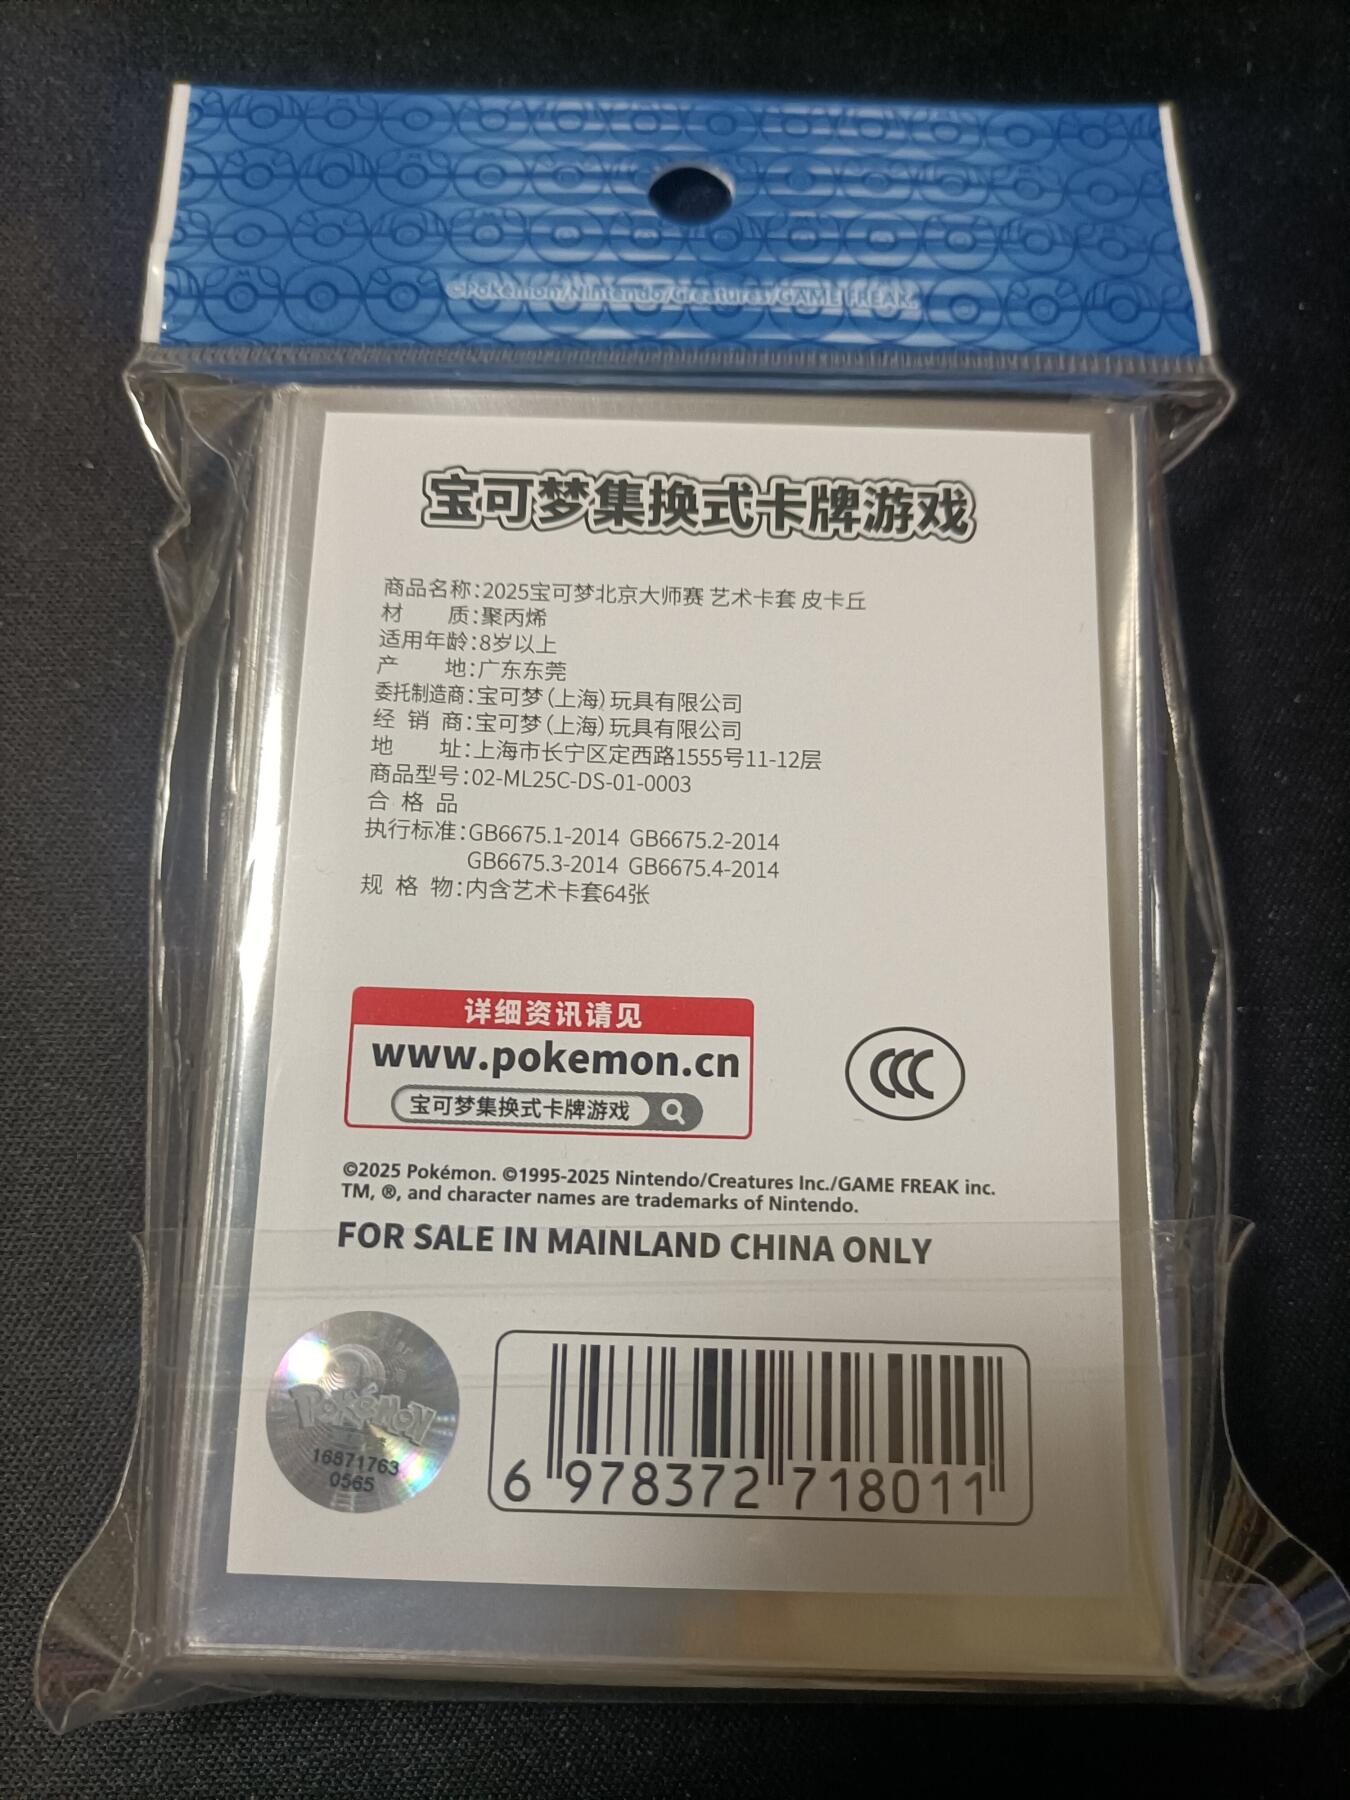 ©Pokémon/Nintendo/Creatures/GAME FREAK.
宝可梦集换式卡牌游戏
商品名称:2025宝可梦北京大师赛 艺术卡套 皮卡丘
材 质:聚丙烯
适用年龄:8岁以上
产 地:广东东莞
委托制造商:宝可梦(上海)玩具有限公司
经 销 商:宝可梦(上海)玩具有限公司
地 址:上海市长宁区定西路1555号11-12层
商品型号:02-ML25C-DS-01-0003
合 格 品
执行标准:GB6675.1-2014 GB6675.2-2014
GB6675.3-2014 GB6675.4-2014
规 格 物:内含艺术卡套64张
详细资讯请见
www.pokemon.cn
宝可梦集换式卡牌游戏
CCC
©2025 Pokémon. ©1995-2025 Nintendo/Creatures Inc./GAME FREAK inc.
TM, ®, and character names are trademarks of Nintendo.
FOR SALE IN MAINLAND CHINA ONLY
POKÉMON
16871763
0565
6 978372 718011